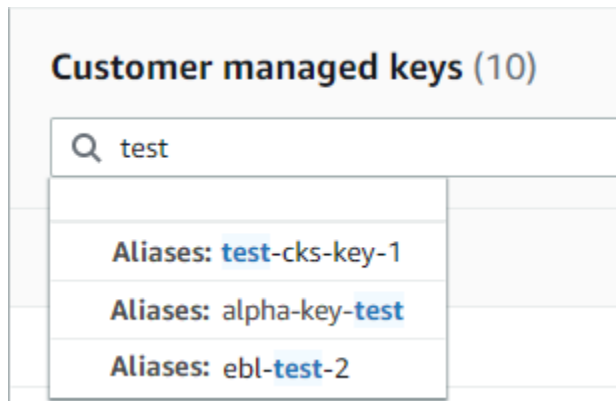 Customer managed keys (10)
test
Aliases: test-cks-key-1
Aliases: alpha-key-test
Aliases: ebl-test-2